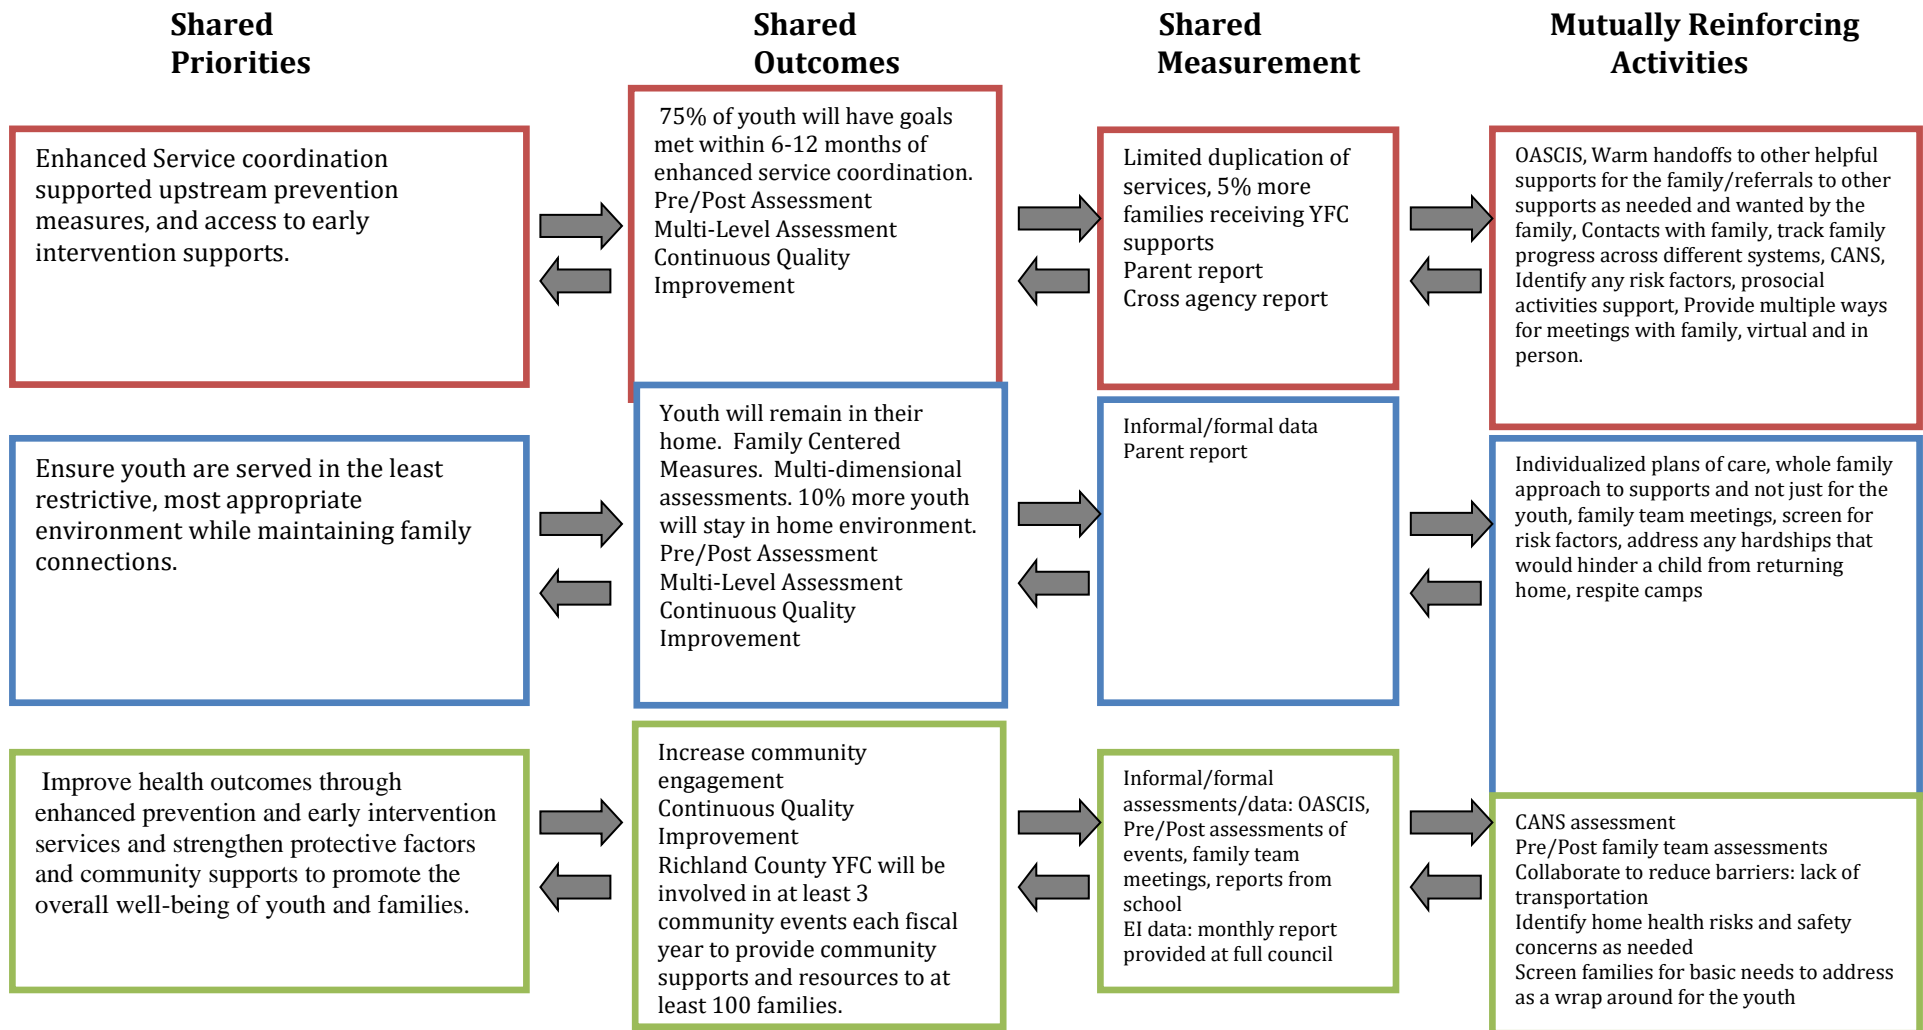 Shared
Priorities
Shared
Outcomes
Shared
Measurement
Mutually Reinforcing
Activities
Enhanced Service coordination
supported upstream prevention
measures, and access to early
intervention supports.
75% of youth will have goals
met within 6-12 months of
enhanced service coordination.
Pre/Post Assessment
Multi-Level Assessment
Continuous Quality
Improvement
Limited duplication of
services, 5% more
families receiving YFC
supports
Parent report
Cross agency report
OASCIS, Warm handoffs to other helpful
supports for the family/referrals to other
supports as needed and wanted by the
family, Contacts with family, track family
progress across different systems, CANS,
Identify any risk factors, prosocial
activities support, Provide multiple ways
for meetings with family, virtual and in
person.
Ensure youth are served in the least
restrictive, most appropriate
environment while maintaining family
connections.
Youth will remain in their
home.  Family Centered
Measures.  Multi-dimensional
assessments. 10% more youth
will stay in home environment.
Pre/Post Assessment
Multi-Level Assessment
Continuous Quality
Improvement
Informal/formal data
Parent report
Individualized plans of care, whole family
approach to supports and not just for the
youth, family team meetings, screen for
risk factors, address any hardships that
would hinder a child from returning
home, respite camps
Improve health outcomes through
enhanced prevention and early intervention
services and strengthen protective factors
and community supports to promote the
overall well-being of youth and families.
Increase community
engagement
Continuous Quality
Improvement
Richland County YFC will be
involved in at least 3
community events each fiscal
year to provide community
supports and resources to at
least 100 families.
Informal/formal
assessments/data: OASCIS,
Pre/Post assessments of
events, family team
meetings, reports from
school
EI data: monthly report
provided at full council
CANS assessment
Pre/Post family team assessments
Collaborate to reduce barriers: lack of
transportation
Identify home health risks and safety
concerns as needed
Screen families for basic needs to address
as a wrap around for the youth